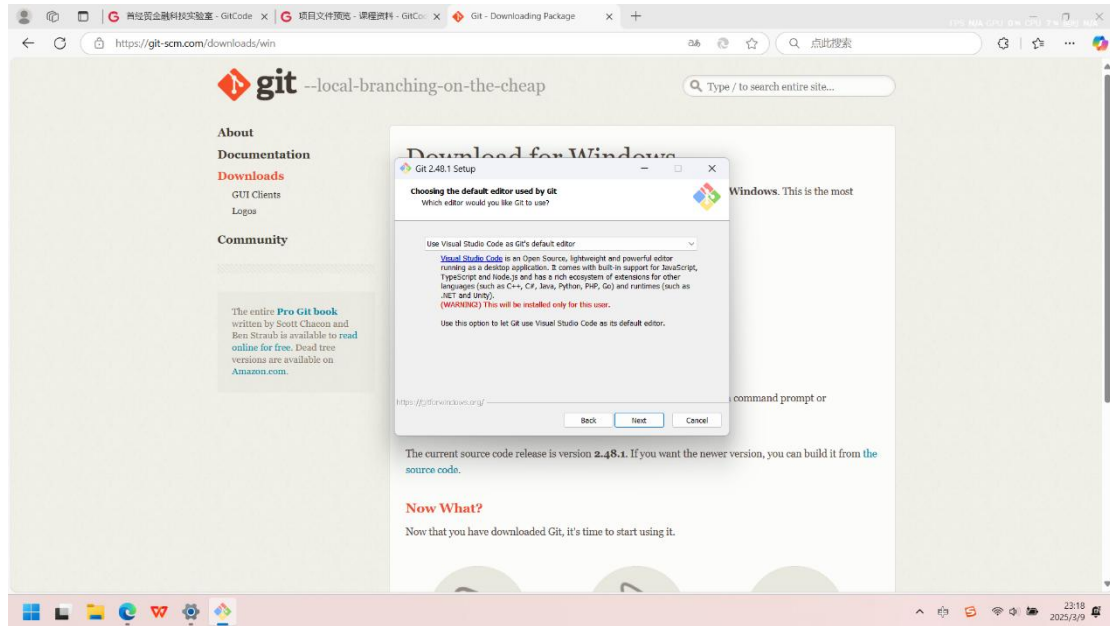 首经贸金融科技实验室 - GitCode
项目文件预览 - 课程资料 - GitCo
Git - Downloading Package
https://git-scm.com/downloads/win
点此搜索
git --local-branching-on-the-cheap
Type / to search entire site...
About
Documentation
Downloads
GUI Clients
Logos
Community
The entire Pro Git book
written by Scott Chacon and
Ben Straub is available to read
online for free. Dead tree
versions are available on
Amazon.com.
Download for Windows
Windows. This is the most
Git 2.48.1 Setup
Choosing the default editor used by Git
Which editor would you like Git to use?
Use Visual Studio Code as Git's default editor
Visual Studio Code is an Open Source, lightweight and powerful editor
running as a desktop application. It comes with built-in support for JavaScript,
TypeScript and Node.js and has a rich ecosystem of extensions for other
languages (such as C++, C#, Java, Python, PHP, Go) and runtimes (such as
.NET and Unity).
(WARNING!) This will be installed only for this user.
Use this option to let Git use Visual Studio Code as its default editor.
https://gitforwindows.org/
Back Next Cancel
command prompt or
The current source code release is version 2.48.1. If you want the newer version, you can build it from the
source code.
Now What?
Now that you have downloaded Git, it's time to start using it.
23:18
2025/3/9